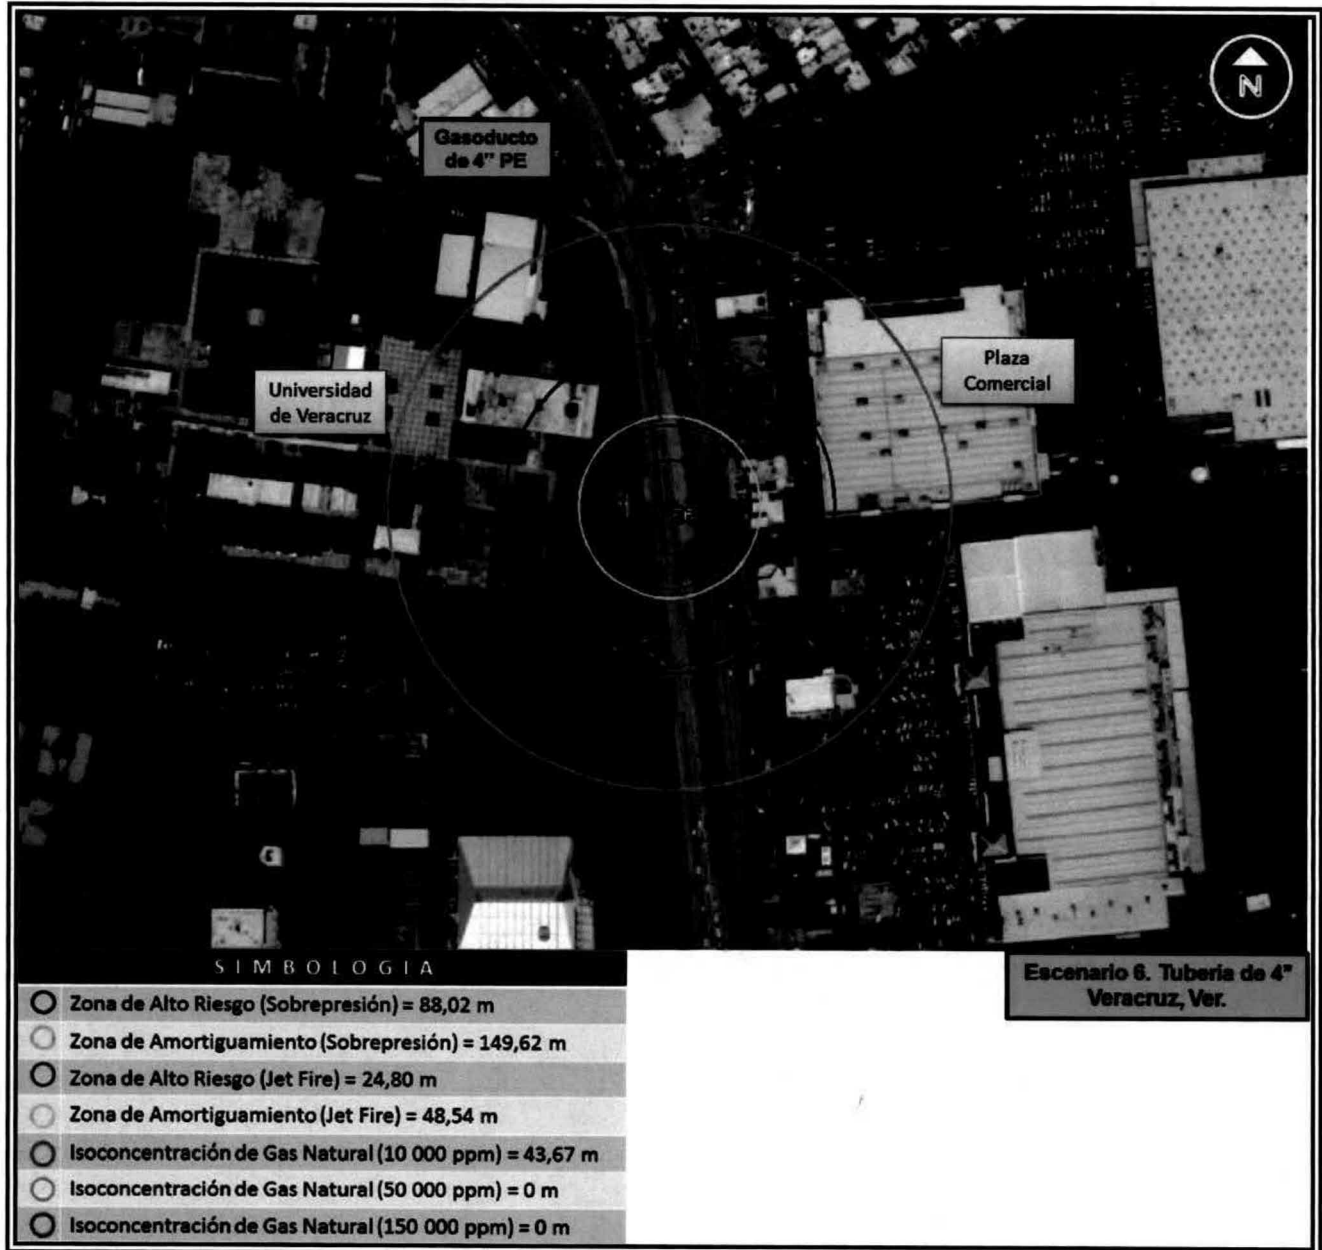 N
Gasoducto
de 4" PE
Universidad
de Veracruz
Plaza
Comercial
SIMBOLOGIA
Zona de Alto Riesgo (Sobrepresión) = 88,02 m
Zona de Amortiguamiento (Sobrepresión) = 149,62 m
Zona de Alto Riesgo (Jet Fire) = 24,80 m
Zona de Amortiguamiento (Jet Fire) = 48,54 m
Isoconcentración de Gas Natural (10 000 ppm) = 43,67 m
Isoconcentración de Gas Natural (50 000 ppm) = 0 m
Isoconcentración de Gas Natural (150 000 ppm) = 0 m
Escenario 6. Tubería de 4"
Veracruz, Ver.